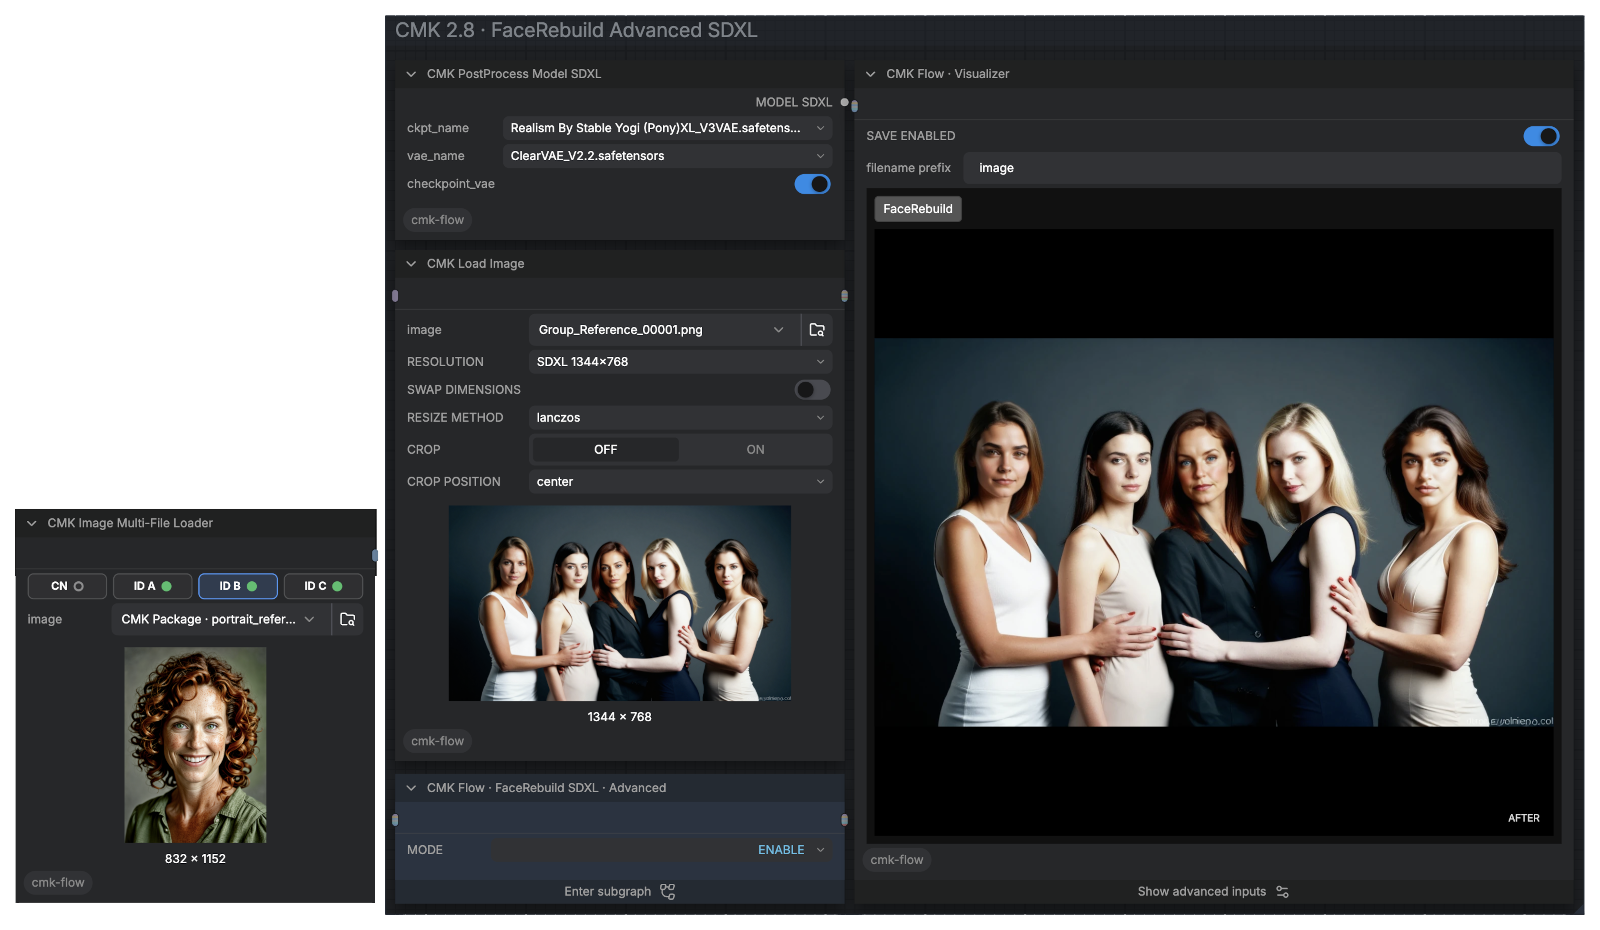 CMK 2.8 · FaceRebuild Advanced SDXL
CMK PostProcess Model SDXL
MODEL SDXL
ckpt_name
Realism By Stable Yogi (Pony)XL_V3VAE.safetens...
vae_name
ClearVAE_V2.2.safetensors
checkpoint_vae
cmk-flow
CMK Load Image
image
Group_Reference_00001.png
RESOLUTION
SDXL 1344×768
SWAP DIMENSIONS
RESIZE METHOD
lanczos
CROP
OFF
ON
CROP POSITION
center
1344 × 768
cmk-flow
CMK Flow · FaceRebuild SDXL · Advanced
MODE
ENABLE
Enter subgraph
CMK Flow · Visualizer
SAVE ENABLED
filename prefix
image
FaceRebuild
AFTER
cmk-flow
Show advanced inputs
CMK Image Multi-File Loader
CN
ID A
ID B
ID C
image
CMK Package · portrait_refer...
832 × 1152
cmk-flow